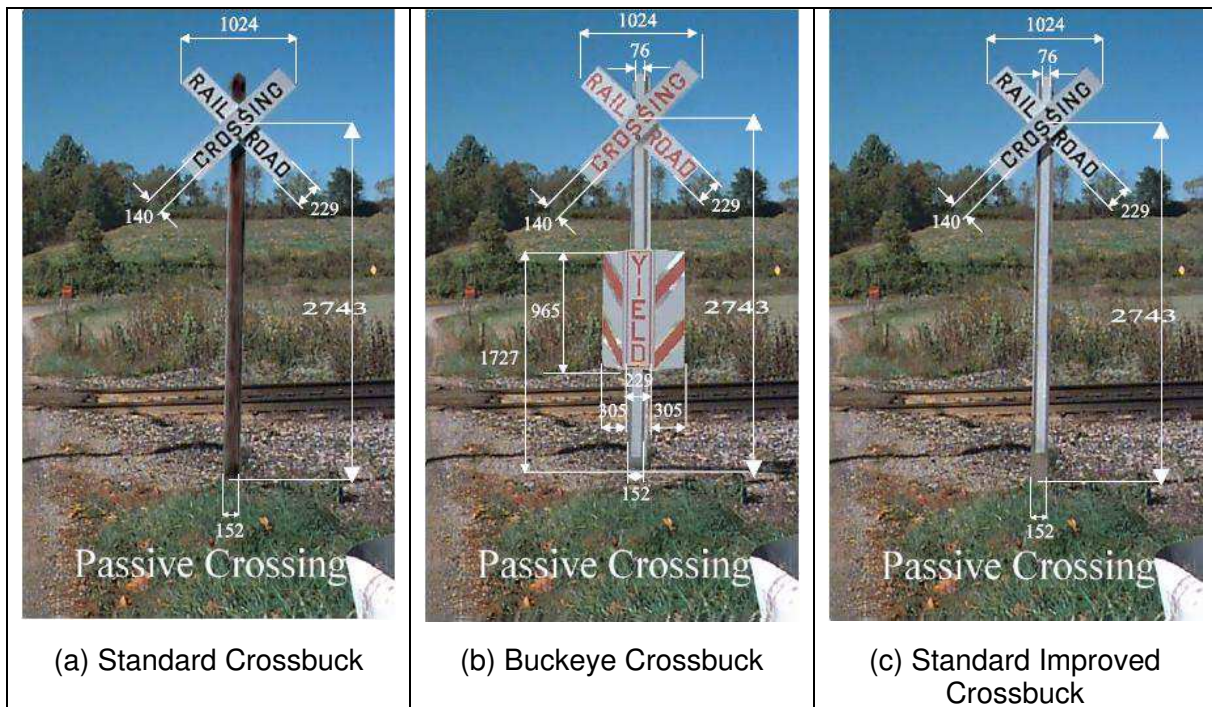 1024
RAIL ROAD
CROSSING
140
229
2743
152
Passive Crossing
(a) Standard Crossbuck
1024
76
RAIL ROAD
CROSSING
140
229
YIELD
965
1727
2743
229
305
305
152
Passive Crossing
(b) Buckeye Crossbuck
1024
76
RAIL ROAD
CROSSING
140
229
2743
152
Passive Crossing
(c) Standard Improved
Crossbuck